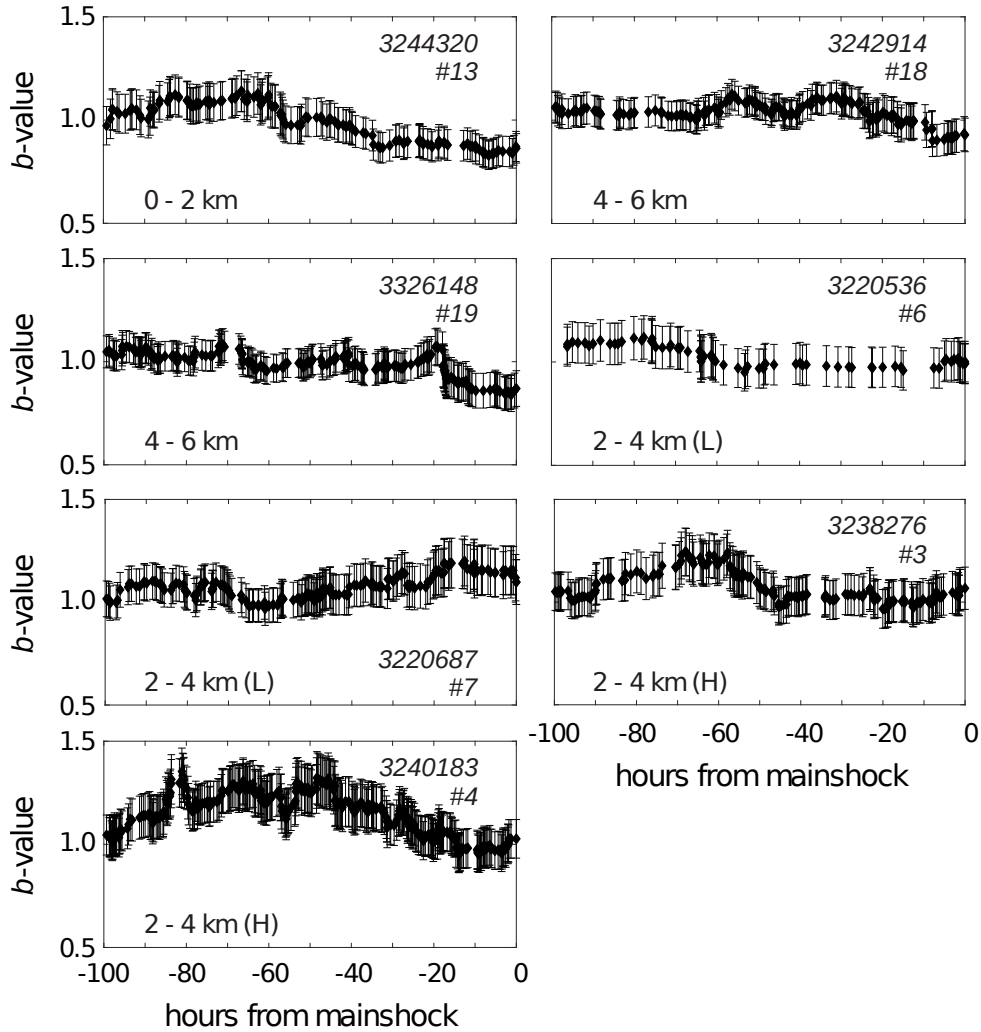 1.5
1.0
0.5
b-value
3244320
#13
0 - 2 km
3242914
#18
4 - 6 km
1.5
1.0
0.5
b-value
3326148
#19
4 - 6 km
3220536
#6
2 - 4 km (L)
1.5
1.0
0.5
b-value
3220687
#7
2 - 4 km (L)
3238276
#3
2 - 4 km (H)
-100 -80 -60 -40 -20 0
hours from mainshock
1.5
1.0
0.5
b-value
3240183
#4
2 - 4 km (H)
-100 -80 -60 -40 -20 0
hours from mainshock